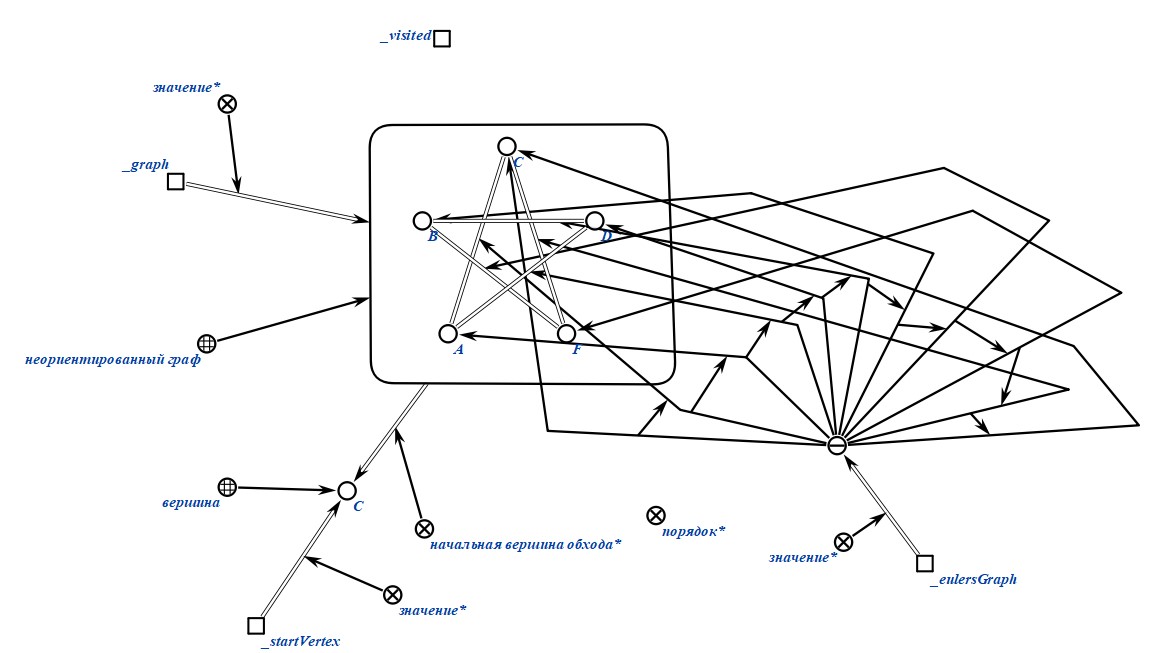 _visited
значение*
_graph
C
B
D
A
F
неориентированный граф
вершина
C
начальная вершина обхода*
порядок*
значение*
_eulersGraph
значение*
_startVertex